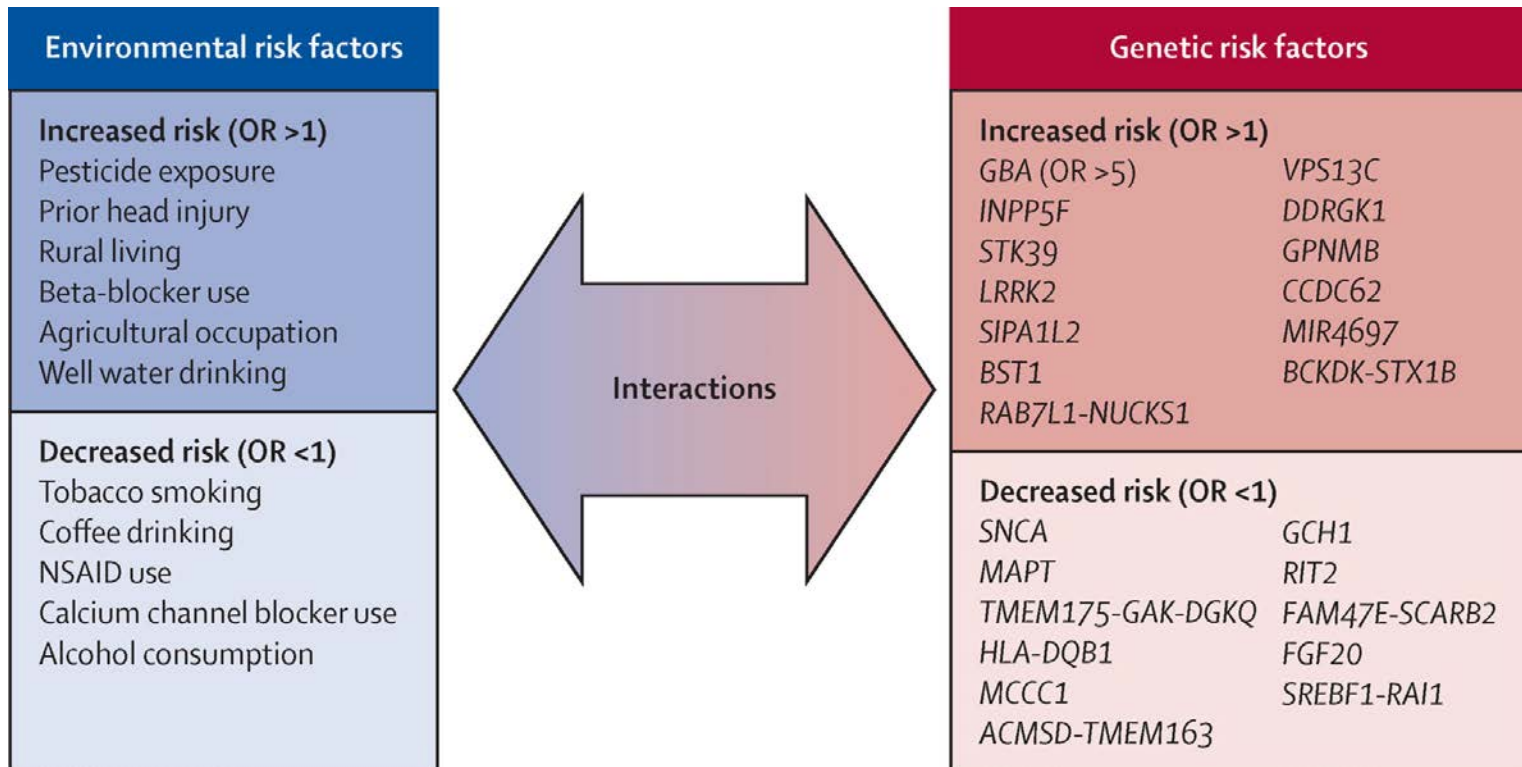 Environmental risk factors
Increased risk (OR >1)
Pesticide exposure
Prior head injury
Rural living
Beta-blocker use
Agricultural occupation
Well water drinking
Decreased risk (OR <1)
Tobacco smoking
Coffee drinking
NSAID use
Calcium channel blocker use
Alcohol consumption
Interactions
Genetic risk factors
Increased risk (OR >1)
GBA (OR >5)
INPP5F
STK39
LRRK2
SIPA1L2
BST1
RAB7L1-NUCKS1
VPS13C
DDRGK1
GPNMB
CCDC62
MIR4697
BCKDK-STX1B
Decreased risk (OR <1)
SNCA
MAPT
TMEM175-GAK-DGKQ
HLA-DQB1
MCCC1
ACMSD-TMEM163
GCH1
RIT2
FAM47E-SCARB2
FGF20
SREBF1-RAI1